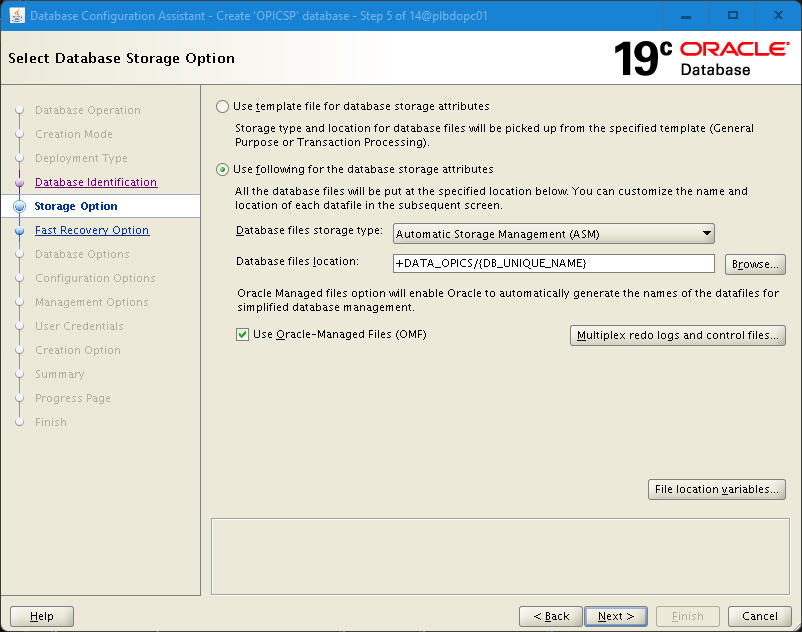 Database Configuration Assistant - Create 'OPICSP' database - Step 5 of 14@plbdopc01
Select Database Storage Option
19c ORACLE
Database
Database Operation
Creation Mode
Deployment Type
Database Identification
Storage Option
Fast Recovery Option
Database Options
Configuration Options
Management Options
User Credentials
Creation Option
Summary
Progress Page
Finish
Use template file for database storage attributes
Storage type and location for database files will be picked up from the specified template (General
Purpose or Transaction Processing).
Use following for the database storage attributes
All the database files will be put at the specified location below. You can customize the name and
location of each datafile in the subsequent screen.
Database files storage type: Automatic Storage Management (ASM)
Database files location: +DATA_OPICS/{DB_UNIQUE_NAME} Browse...
Oracle Managed files option will enable Oracle to automatically generate the names of the datafiles for
simplified database management.
Use Oracle-Managed Files (OMF) Multiplex redo logs and control files...
File location variables...
Help < Back Next > Finish Cancel